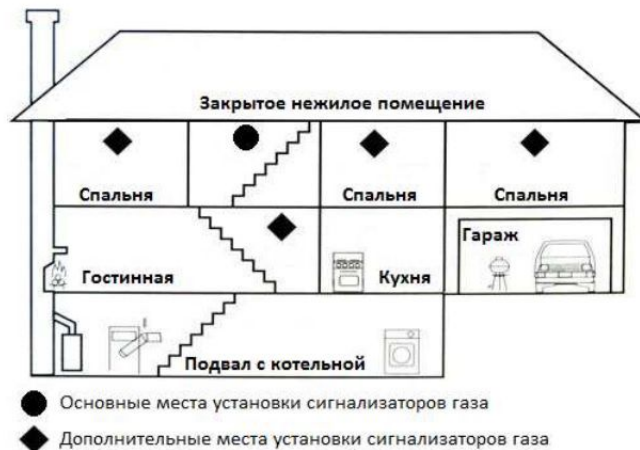 Закрытое нежилое помещение
Спальня
Спальня
Спальня
Гостинная
Кухня
Гараж
Подвал с котельной
Основные места установки сигнализаторов газа
Дополнительные места установки сигнализаторов газа